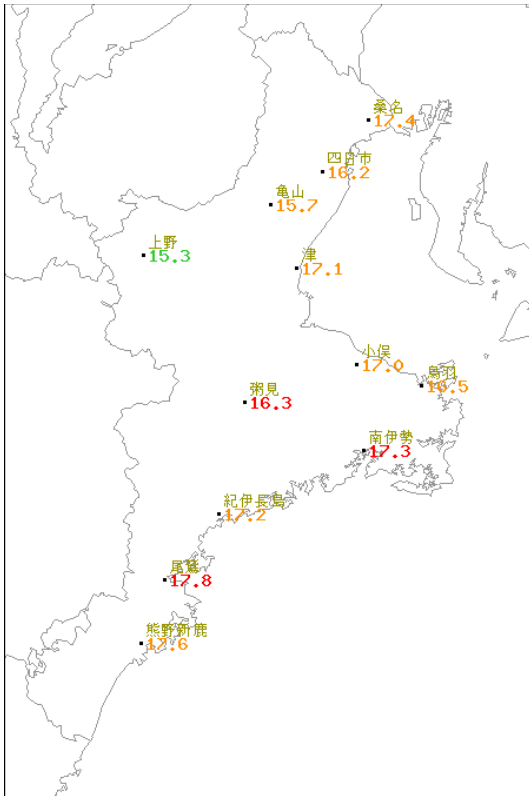 桑名
17.4
四日市
16.2
亀山
15.7
上野
15.3
津
17.1
小俣
17.0
鳥羽
16.5
粥見
16.3
南伊勢
17.3
紀伊長島
17.2
尾鷲
17.8
熊野新鹿
17.6